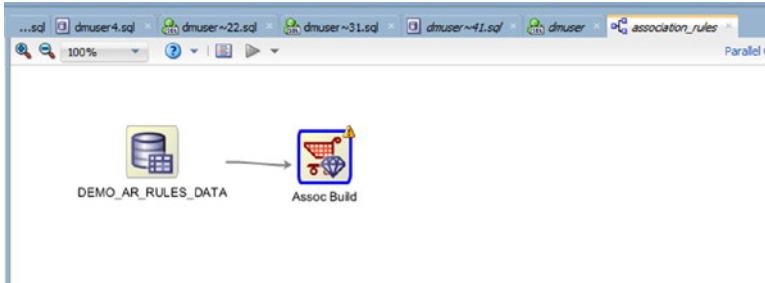 ...sql dmuser4.sql dmuser~22.sql dmuser~31.sql dmuser~41.sql dmuser association_rules
100% Parallel
DEMO_AR_RULES_DATA
Assoc Build